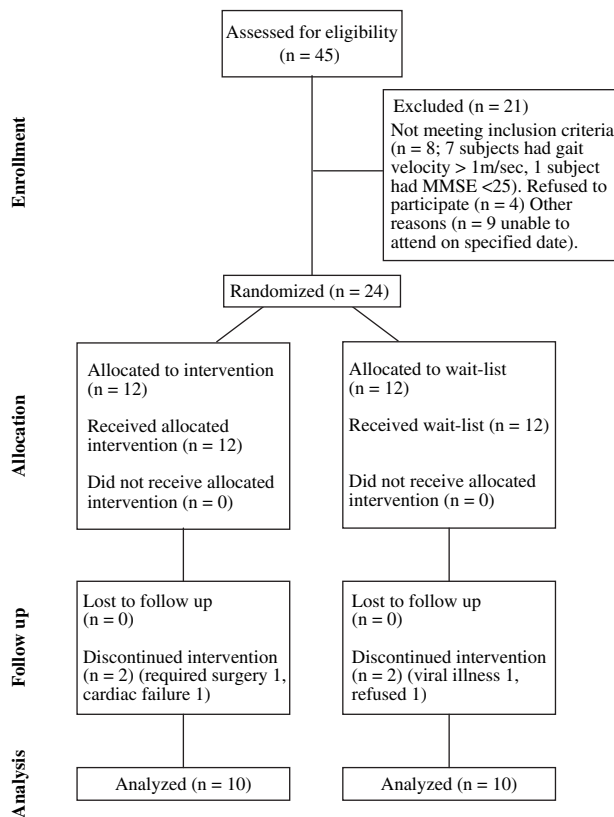 Assessed for eligibility
(n = 45)
Enrollment
Excluded (n = 21)
Not meeting inclusion criteria
(n = 8; 7 subjects had gait
velocity > 1m/sec, 1 subject
had MMSE <25). Refused to
participate (n = 4) Other
reasons (n = 9 unable to
attend on specified date).
Randomized (n = 24)
Allocation
Allocated to intervention
(n = 12)
Received allocated
intervention (n = 12)
Did not receive allocated
intervention (n = 0)
Allocated to wait-list
(n = 12)
Received wait-list (n = 12)
Did not receive allocated
intervention (n = 0)
Follow up
Lost to follow up
(n = 0)
Discontinued intervention
(n = 2) (required surgery 1,
cardiac failure 1)
Lost to follow up
(n = 0)
Discontinued intervention
(n = 2) (viral illness 1,
refused 1)
Analysis
Analyzed (n = 10)
Analyzed (n = 10)